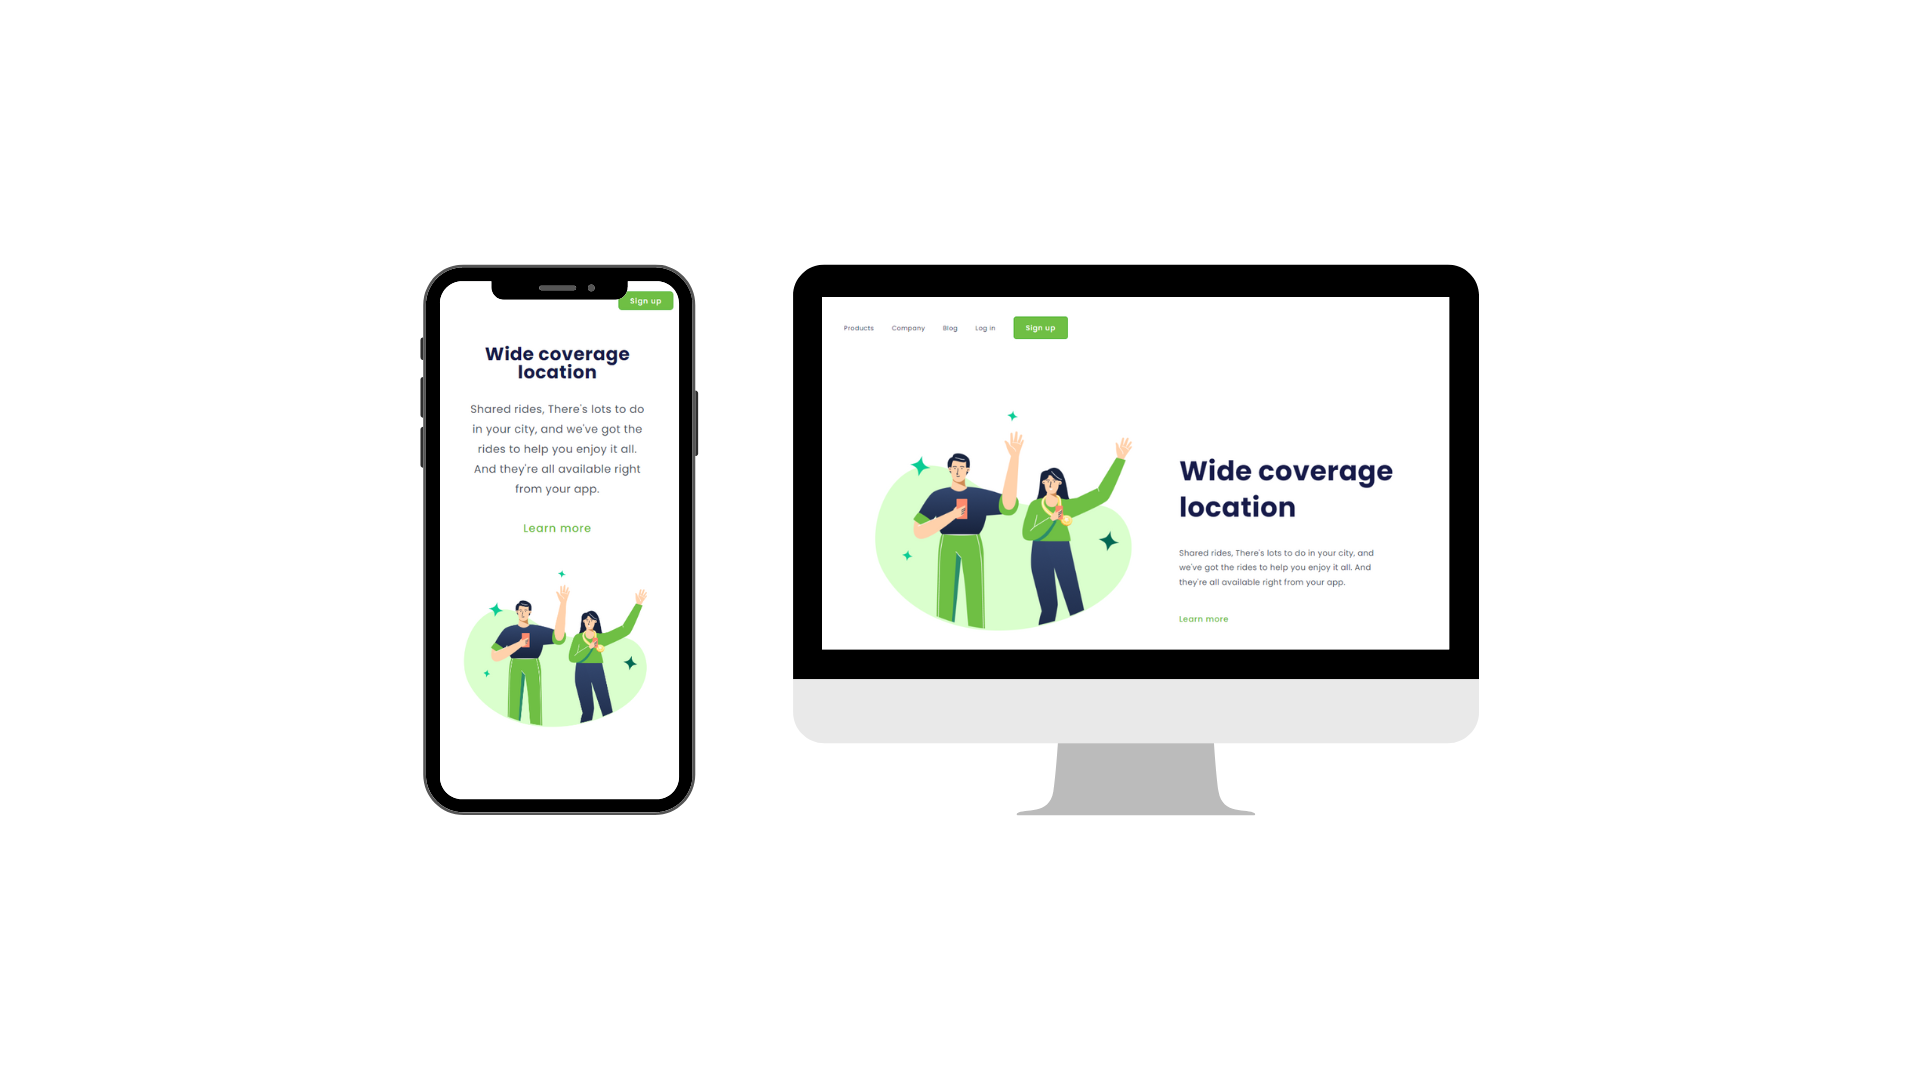 Sign up
Wide coverage
location
Shared rides, There's lots to do
in your city, and we've got the
rides to help you enjoy it all.
And they're all available right
from your app.
Learn more
Products Company Blog Log in Sign up
Wide coverage
location
Shared rides, There's lots to do in your city, and
we've got the rides to help you enjoy it all. And
they're all available right from your app.
Learn more